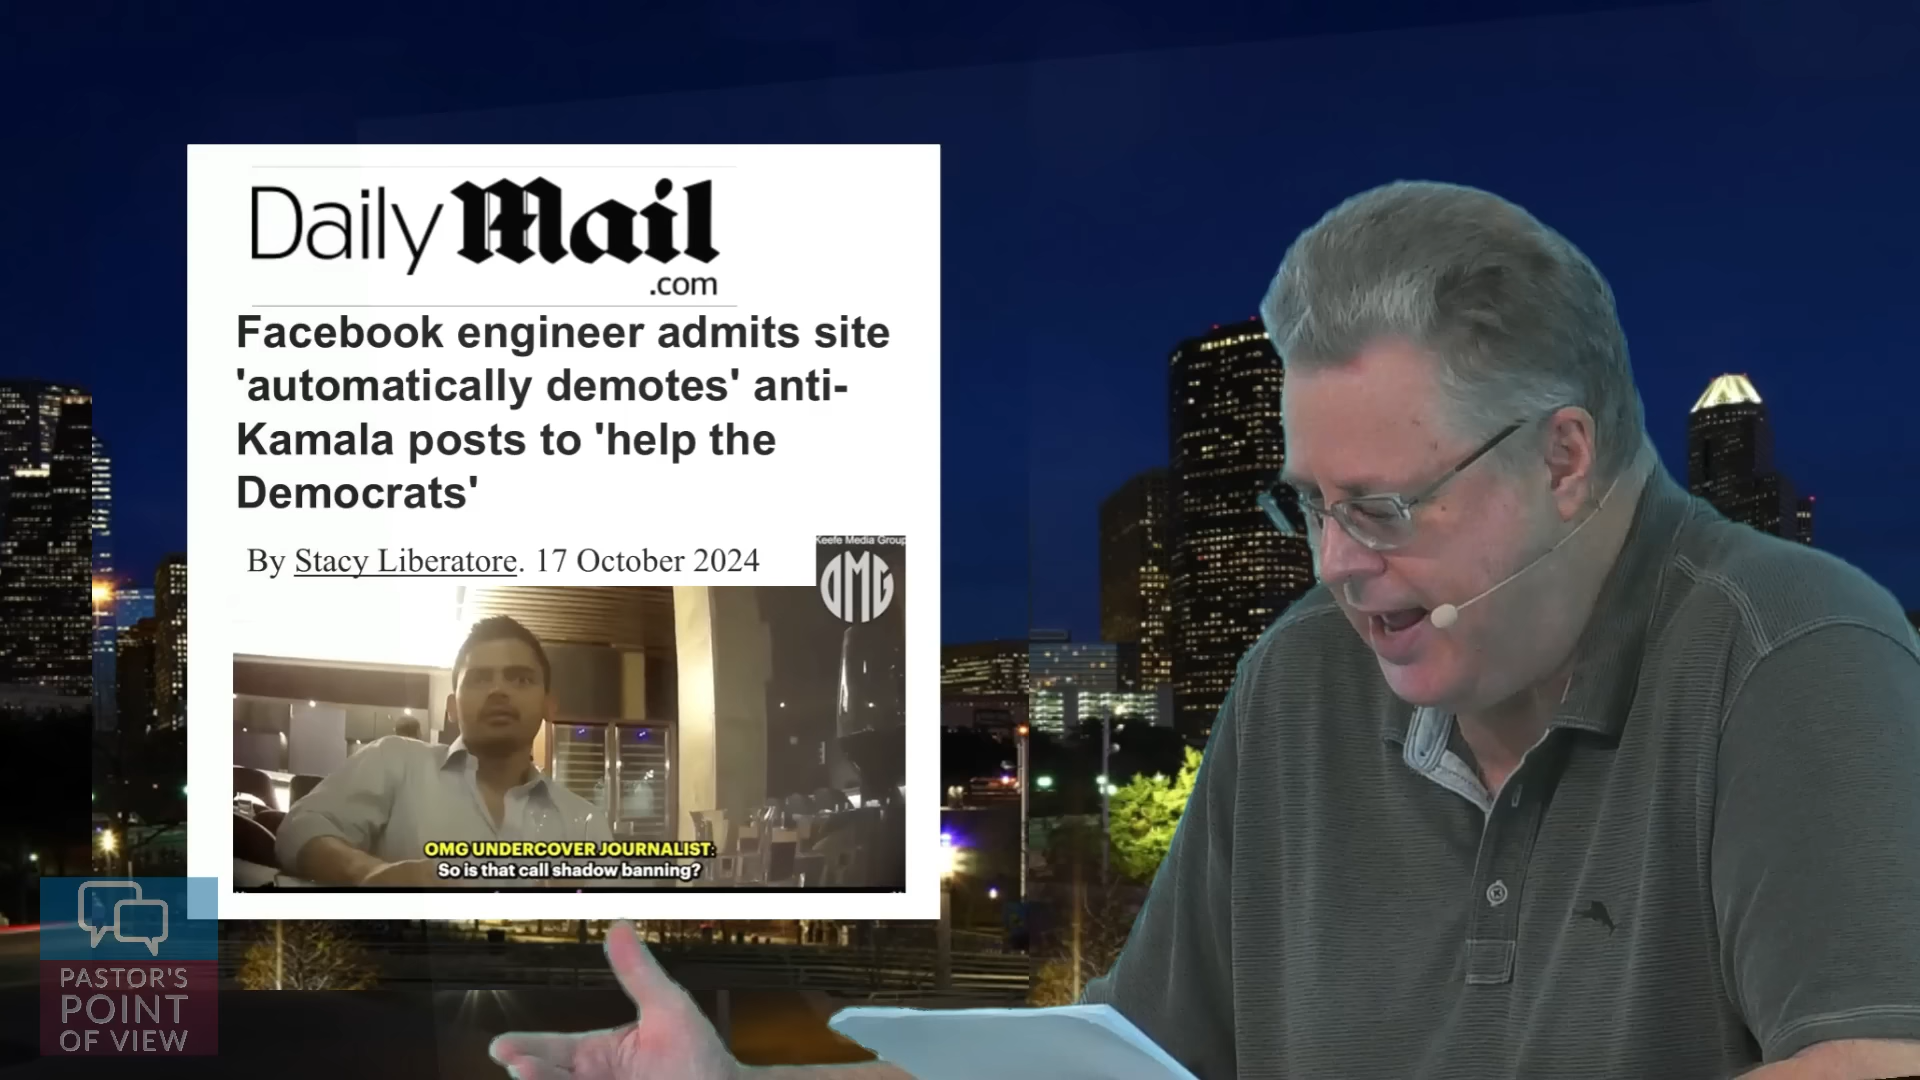 Daily Mail
.com
Facebook engineer admits site
'automatically demotes' anti-
Kamala posts to 'help the
Democrats'
By Stacy Liberatore. 17 October 2024
Keefe Media Group
OMG
OMG UNDERCOVER JOURNALIST:
So is that call shadow banning?
PASTOR'S
POINT
OF VIEW